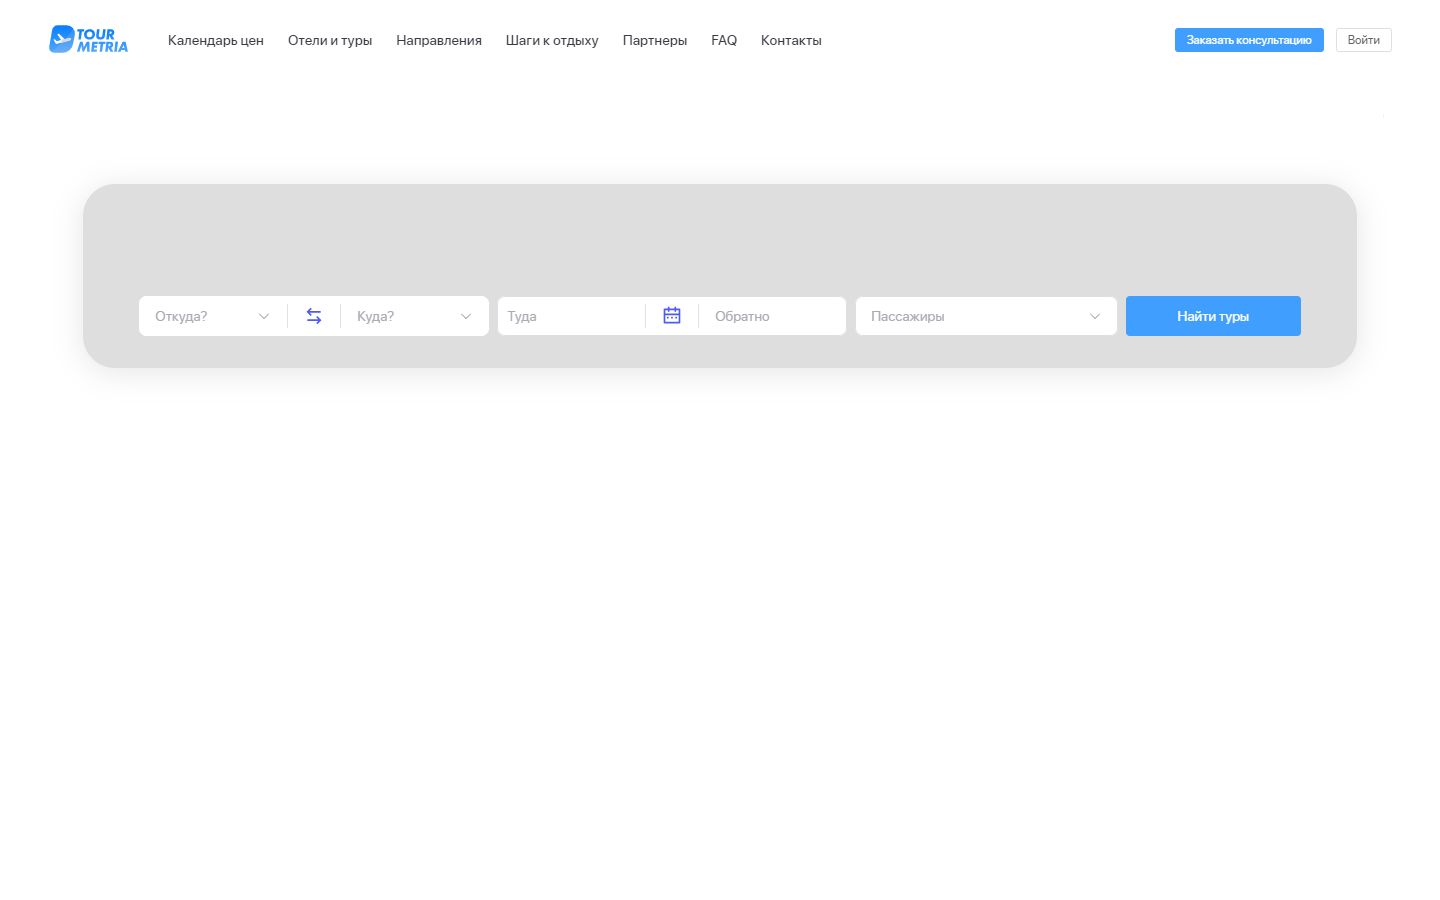 TOUR
METRIA
Календарь цен
Отели и туры
Направления
Шаги к отдыху
Партнеры
FAQ
Контакты
Заказать консультацию
Войти
Откуда?
Куда?
Туда
Обратно
Пассажиры
Найти туры